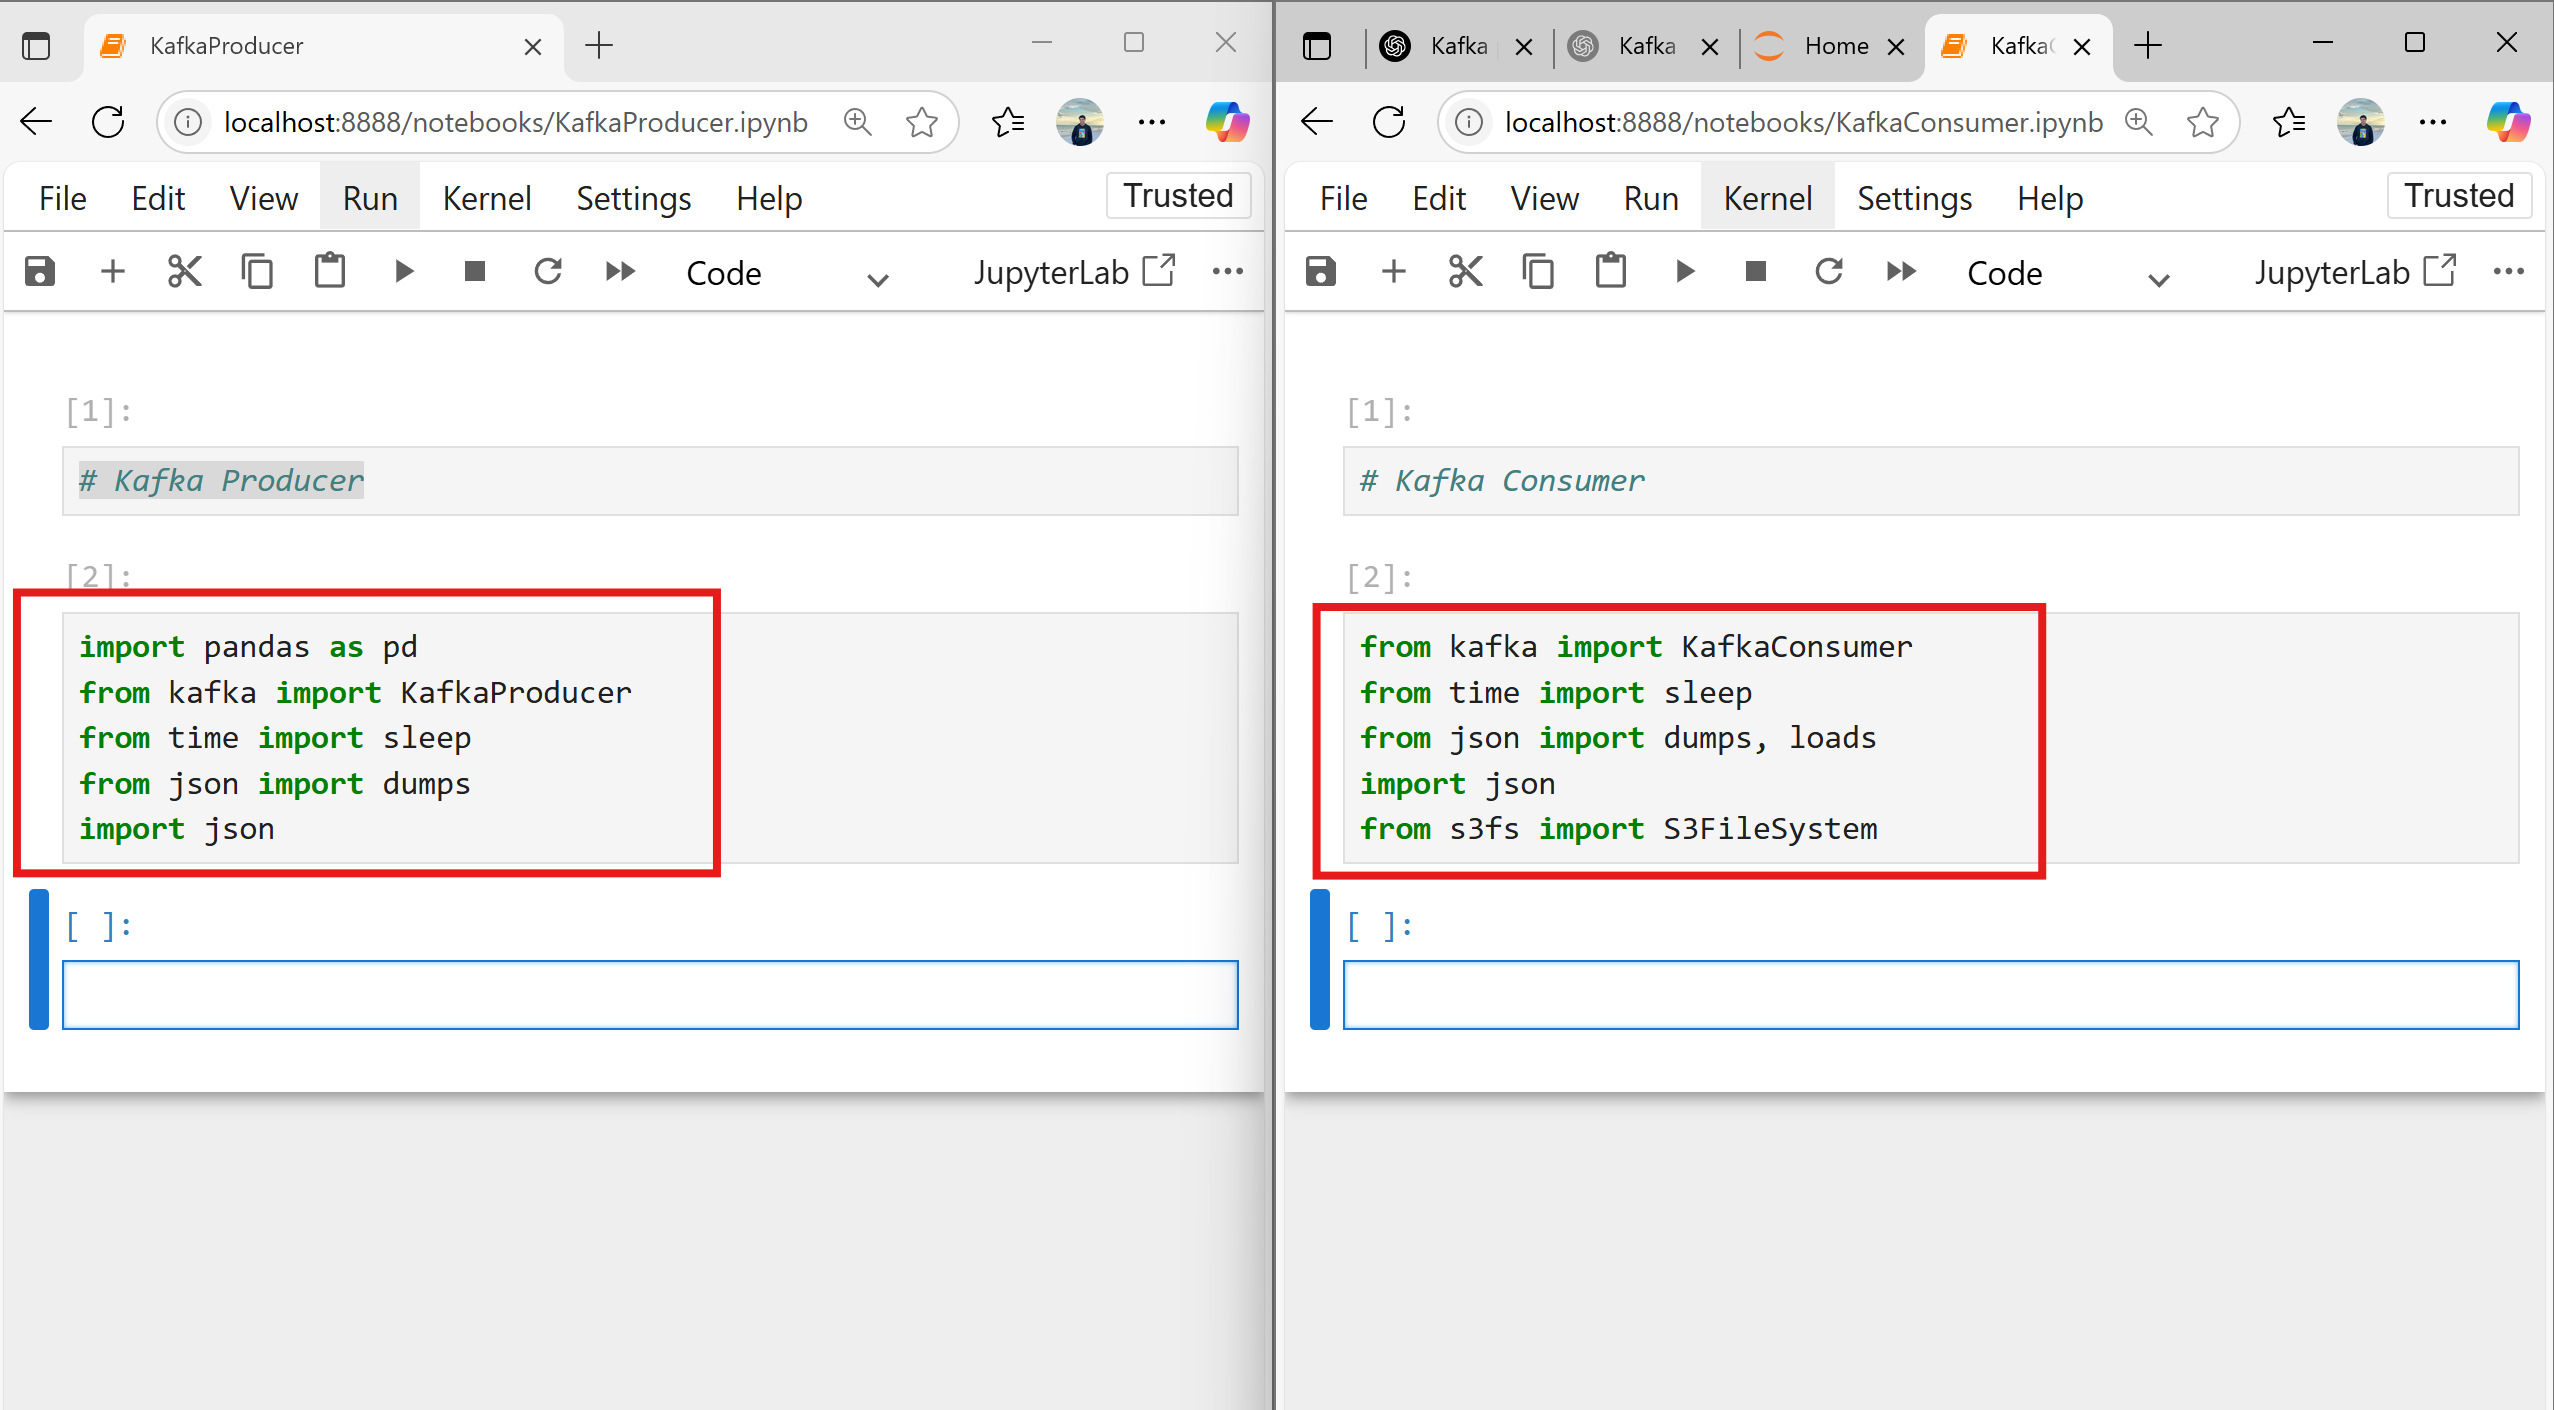 KafkaProducer
localhost:8888/notebooks/KafkaProducer.ipynb
File Edit View Run Kernel Settings Help Trusted
Code JupyterLab
[1]:
# Kafka Producer
[2]:
import pandas as pd
from kafka import KafkaProducer
from time import sleep
from json import dumps
import json
[ ]:
Kafka Kafka Home Kafka
localhost:8888/notebooks/KafkaConsumer.ipynb
File Edit View Run Kernel Settings Help Trusted
Code JupyterLab
[1]:
# Kafka Consumer
[2]:
from kafka import KafkaConsumer
from time import sleep
from json import dumps, loads
import json
from s3fs import S3FileSystem
[ ]: